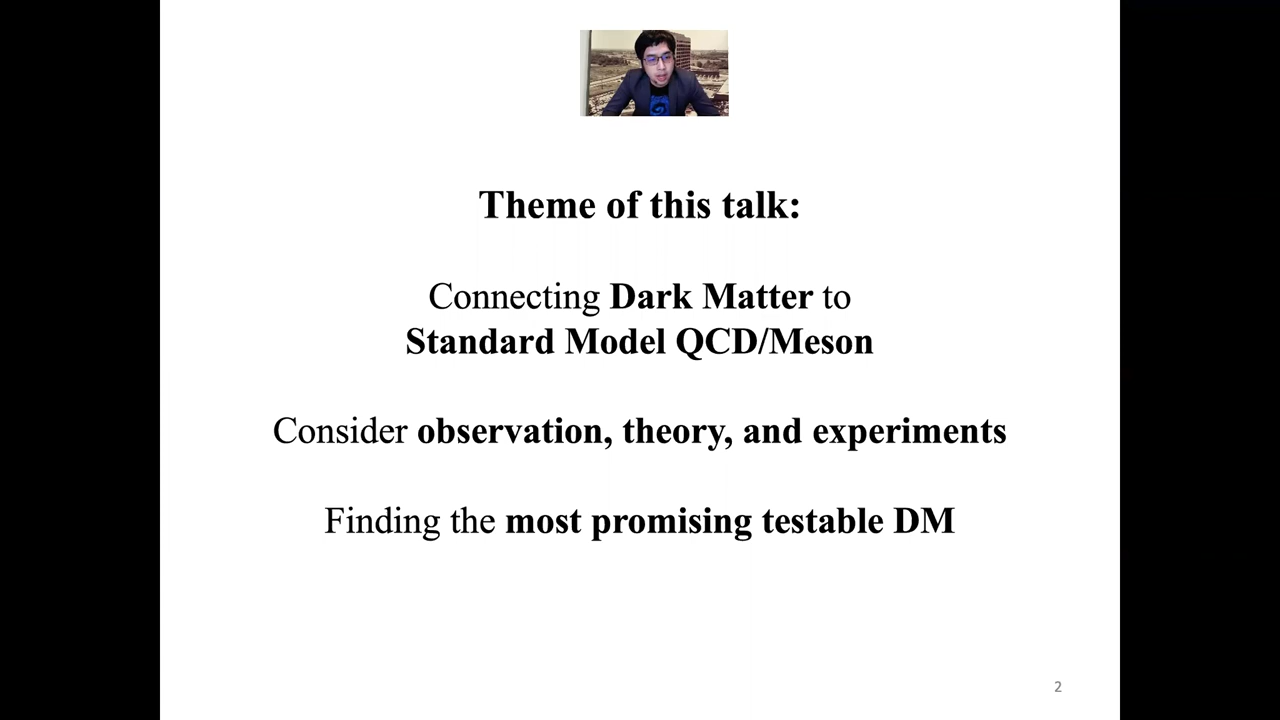 Theme of this talk:
Connecting Dark Matter to
Standard Model QCD/Meson
Consider observation, theory, and experiments
Finding the most promising testable DM
2